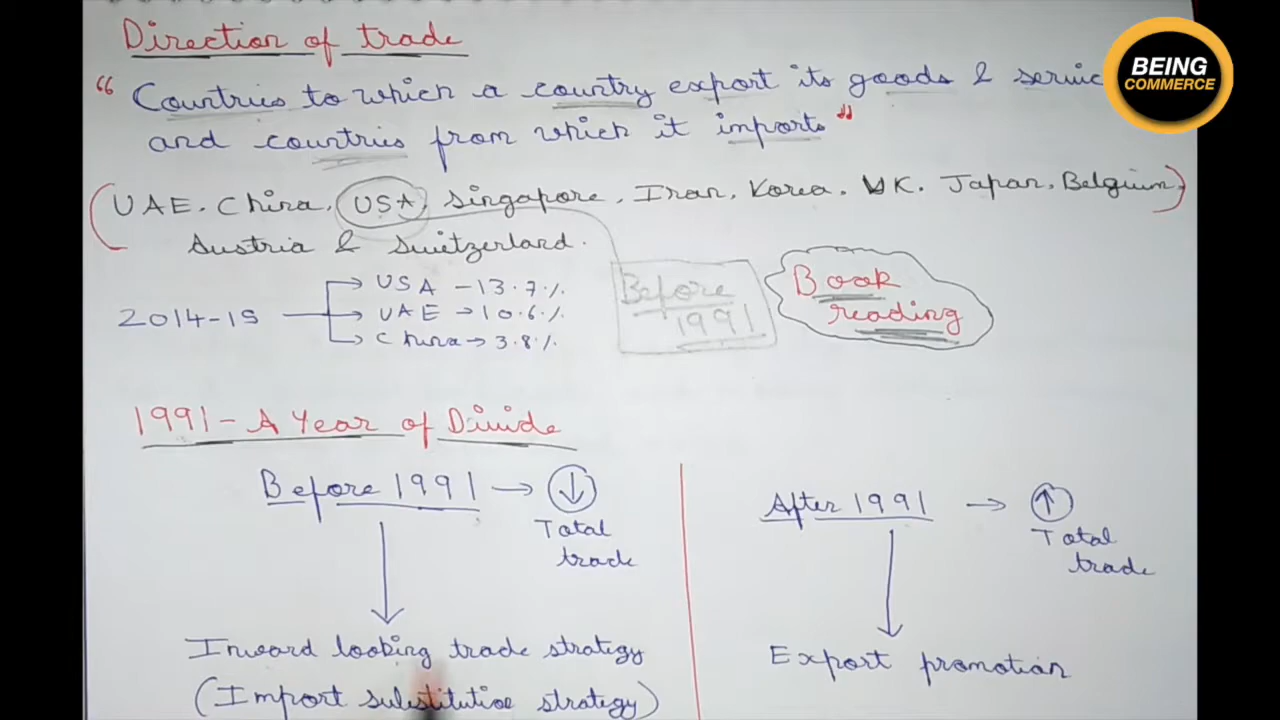 Direction of trade
BEING
COMMERCE
“ Countries to which a country export its goods & servic
and countries from which it imports "
(UAE, China, USA, Singapore, Iran, Korea, UK, Japan, Belgium,)
Austria & Switzerland.
2014-15
USA - 13.7%
UAE → 10.6%
China → 3.8%
Before
1991
Book
reading
1991 - A Year of Divide
Before 1991 → ↓
Total
trade
Inward looking trade strategy
(Import substitution strategy)
After 1991 → ↑
Total
trade
Export promotion